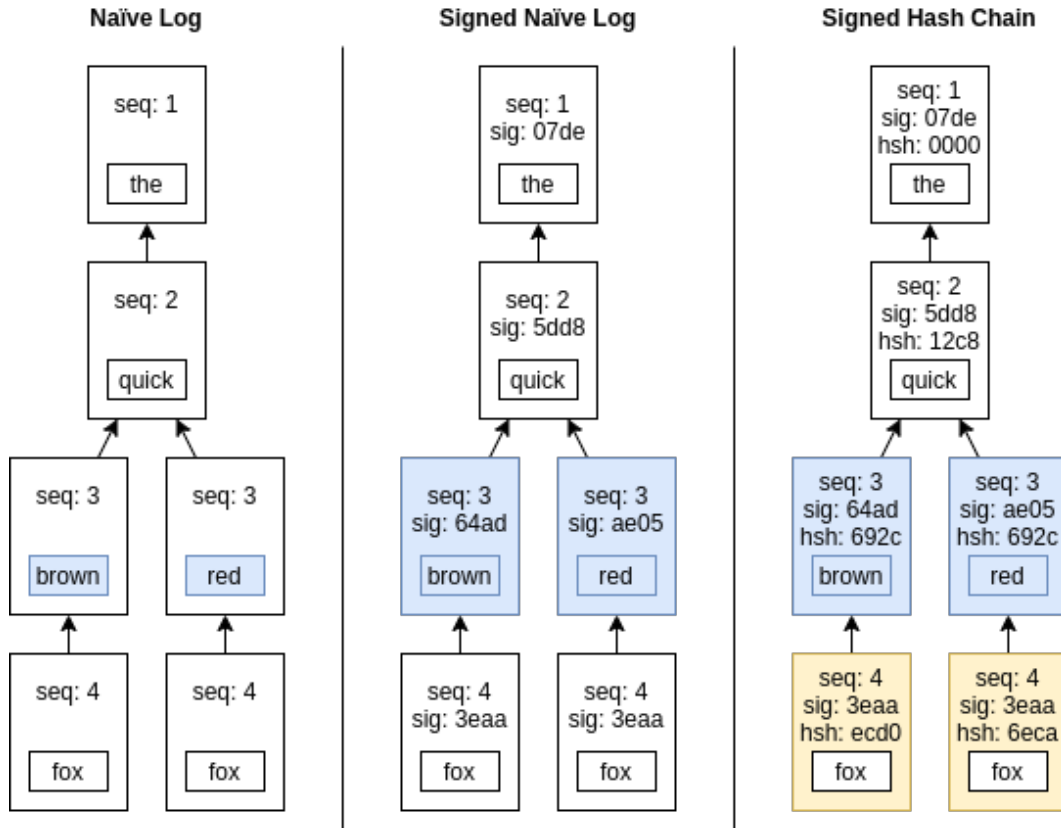 Naïve Log
seq: 1
the
seq: 2
quick
seq: 3
brown
seq: 3
red
seq: 4
fox
seq: 4
fox
Signed Naïve Log
seq: 1
sig: 07de
the
seq: 2
sig: 5dd8
quick
seq: 3
sig: 64ad
brown
seq: 3
sig: ae05
red
seq: 4
sig: 3eaa
fox
seq: 4
sig: 3eaa
fox
Signed Hash Chain
seq: 1
sig: 07de
hsh: 0000
the
seq: 2
sig: 5dd8
hsh: 12c8
quick
seq: 3
sig: 64ad
hsh: 692c
brown
seq: 3
sig: ae05
hsh: 692c
red
seq: 4
sig: 3eaa
hsh: ecd0
fox
seq: 4
sig: 3eaa
hsh: 6eca
fox